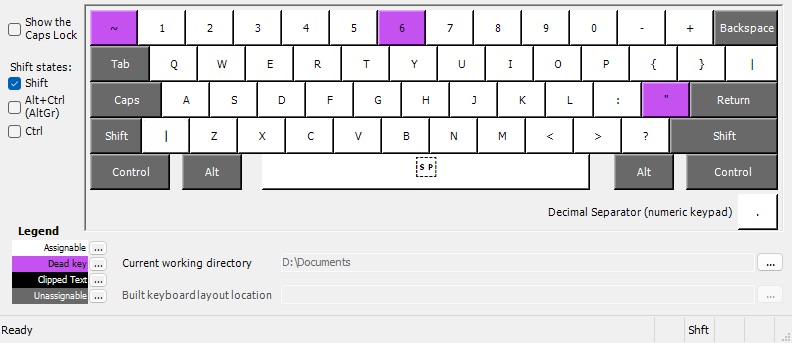 Show the
Caps Lock
Shift states:
Shift
Alt+Ctrl
(AltGr)
Ctrl
~ 1 2 3 4 5 6 7 8 9 0 - + Backspace
Tab Q W E R T Y U I O P { } |
Caps A S D F G H J K L : " Return
Shift | Z X C V B N M < > ? Shift
Control Alt SP Alt Control
Decimal Separator (numeric keypad) .
Legend
Assignable ...
Dead key ...
Clipped Text ...
Unassignable ...
Current working directory D:\Documents ...
Built keyboard layout location ...
Ready Shft